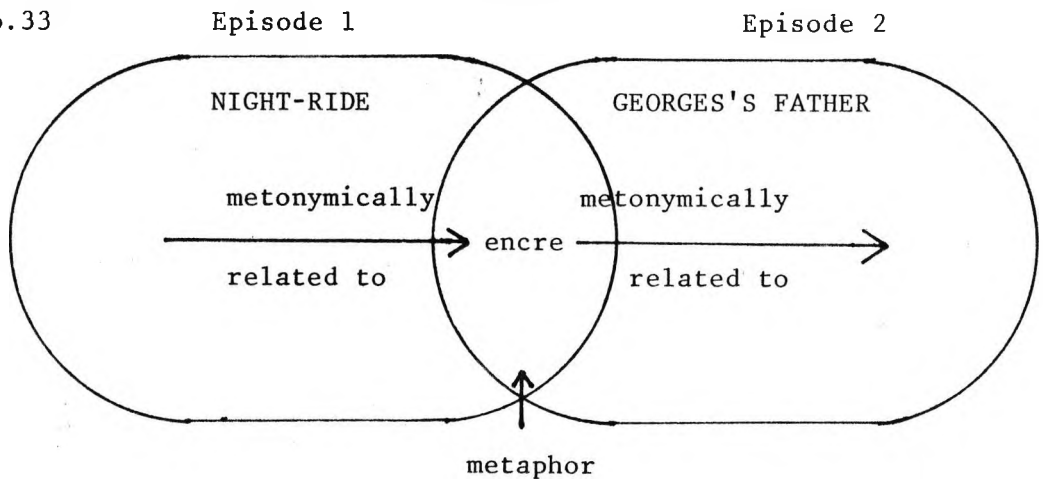 .33 Episode 1 Episode 2
NIGHT-RIDE GEORGES'S FATHER
metonymically metonymically
encre
related to related to
metaphor